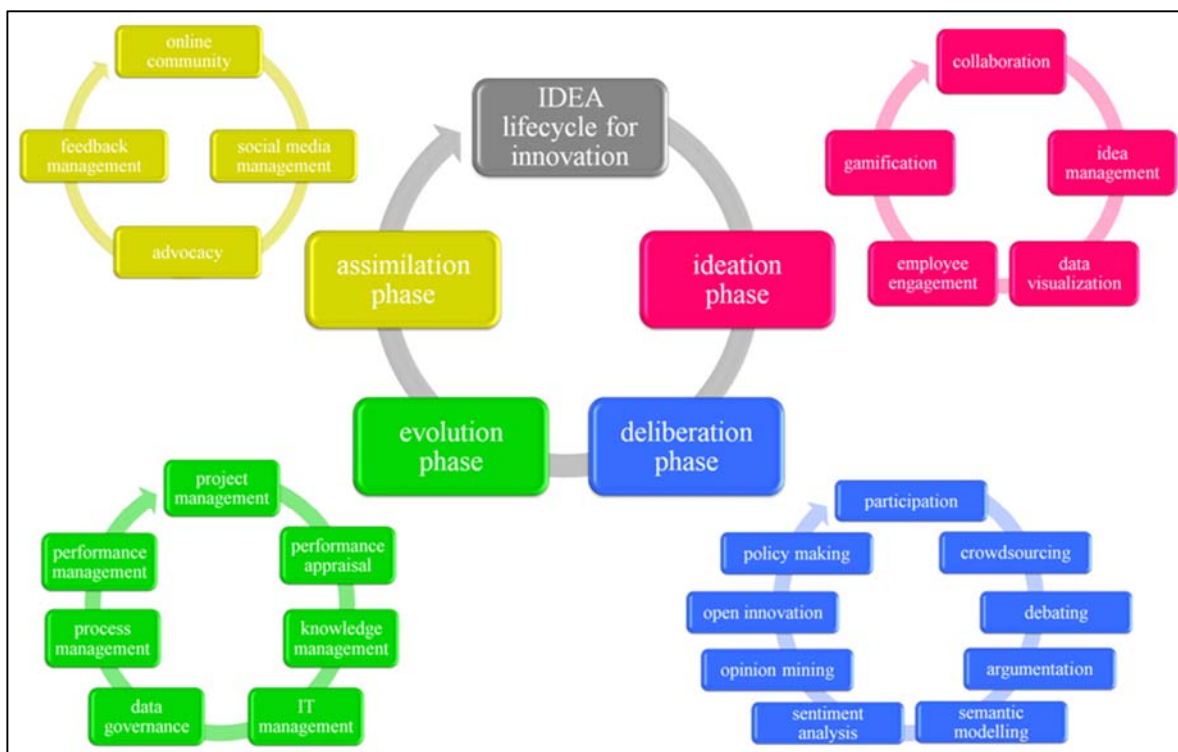 IDEA
lifecycle for
innovation
ideation
phase
deliberation
phase
evolution
phase
assimilation
phase
online
community
social media
management
advocacy
feedback
management
collaboration
idea
management
data
visualization
employee
engagement
gamification
project
management
performance
appraisal
knowledge
management
IT
management
data
governance
process
management
performance
management
participation
crowdsourcing
debating
argumentation
semantic
modelling
sentiment
analysis
opinion mining
open innovation
policy making